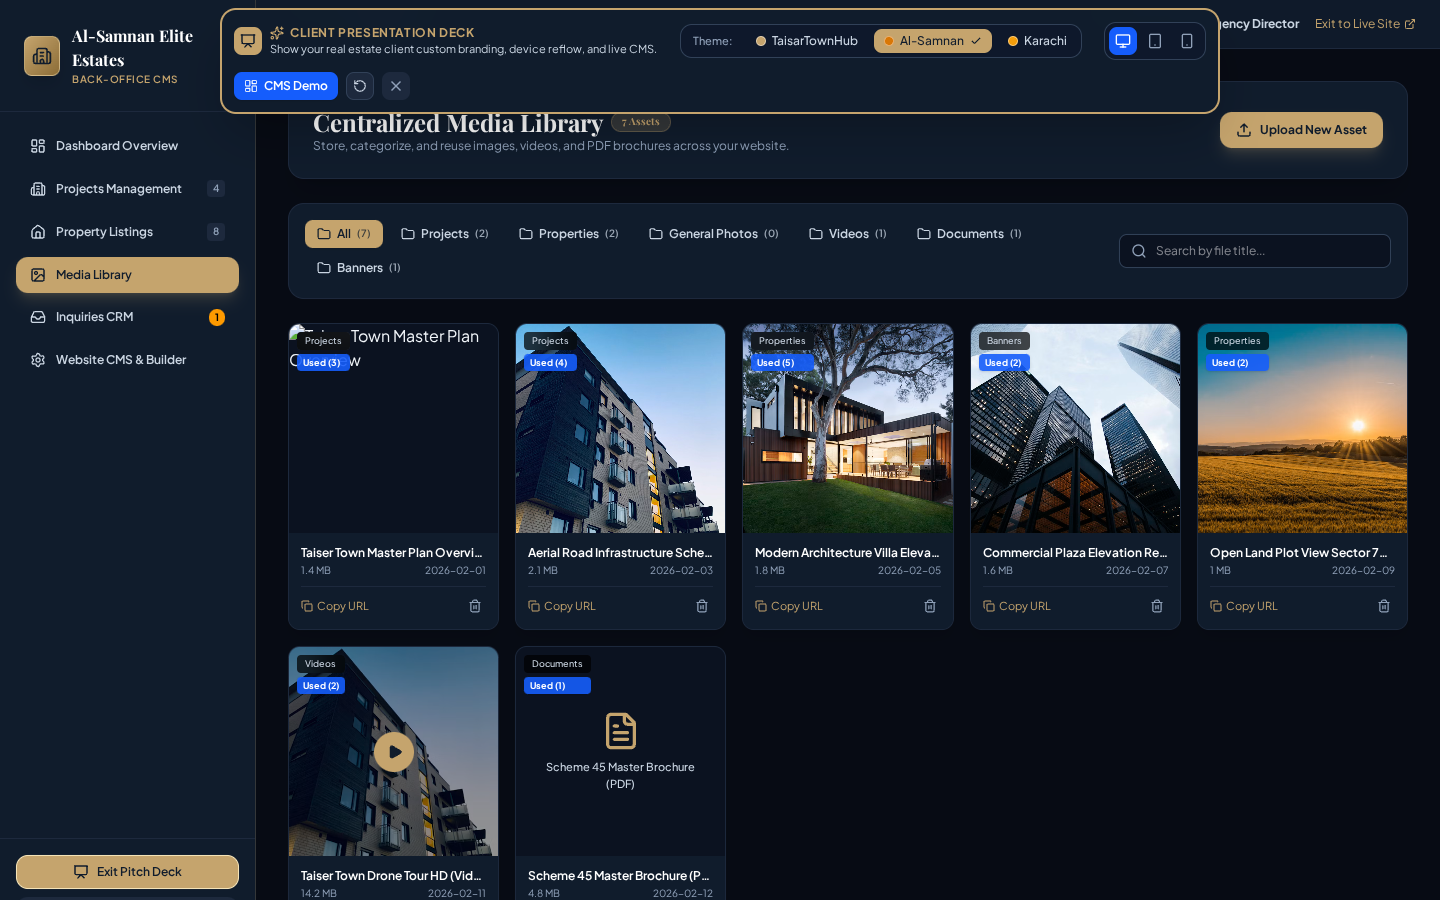 Al-Samnan Elite
Estates
BACK-OFFICE CMS
Dashboard Overview
Projects Management 4
Property Listings 8
Media Library
Inquiries CRM 1
Website CMS & Builder
Exit Pitch Deck
CLIENT PRESENTATION DECK
Show your real estate client custom branding, device reflow, and live CMS.
Theme: TaisarTownHub Al-Samnan Karachi
CMS Demo
Director
Exit to Live Site
Centralized Media Library 7 Assets
Store, categorize, and reuse images, videos, and PDF brochures across your website.
Upload New Asset
All (7) Projects (2) Properties (2) General Photos (0) Videos (1) Documents (1)
Banners (1)
Search by file title...
Projects Town Master Plan
Used (3)
Taiser Town Master Plan Overvi...
1.4 MB 2026-02-01
Copy URL
Projects
Used (4)
Aerial Road Infrastructure Sche...
2.1 MB 2026-02-03
Copy URL
Properties
Used (5)
Modern Architecture Villa Eleva...
1.8 MB 2026-02-05
Copy URL
Banners
Used (2)
Commercial Plaza Elevation Re...
1.6 MB 2026-02-07
Copy URL
Properties
Used (2)
Open Land Plot View Sector 7...
1 MB 2026-02-09
Copy URL
Videos
Used (2)
Taiser Town Drone Tour HD (Vid...
14.2 MB 2026-02-11
Documents
Used (1)
Scheme 45 Master Brochure
(PDF)
Scheme 45 Master Brochure (P...
4.8 MB 2026-02-12